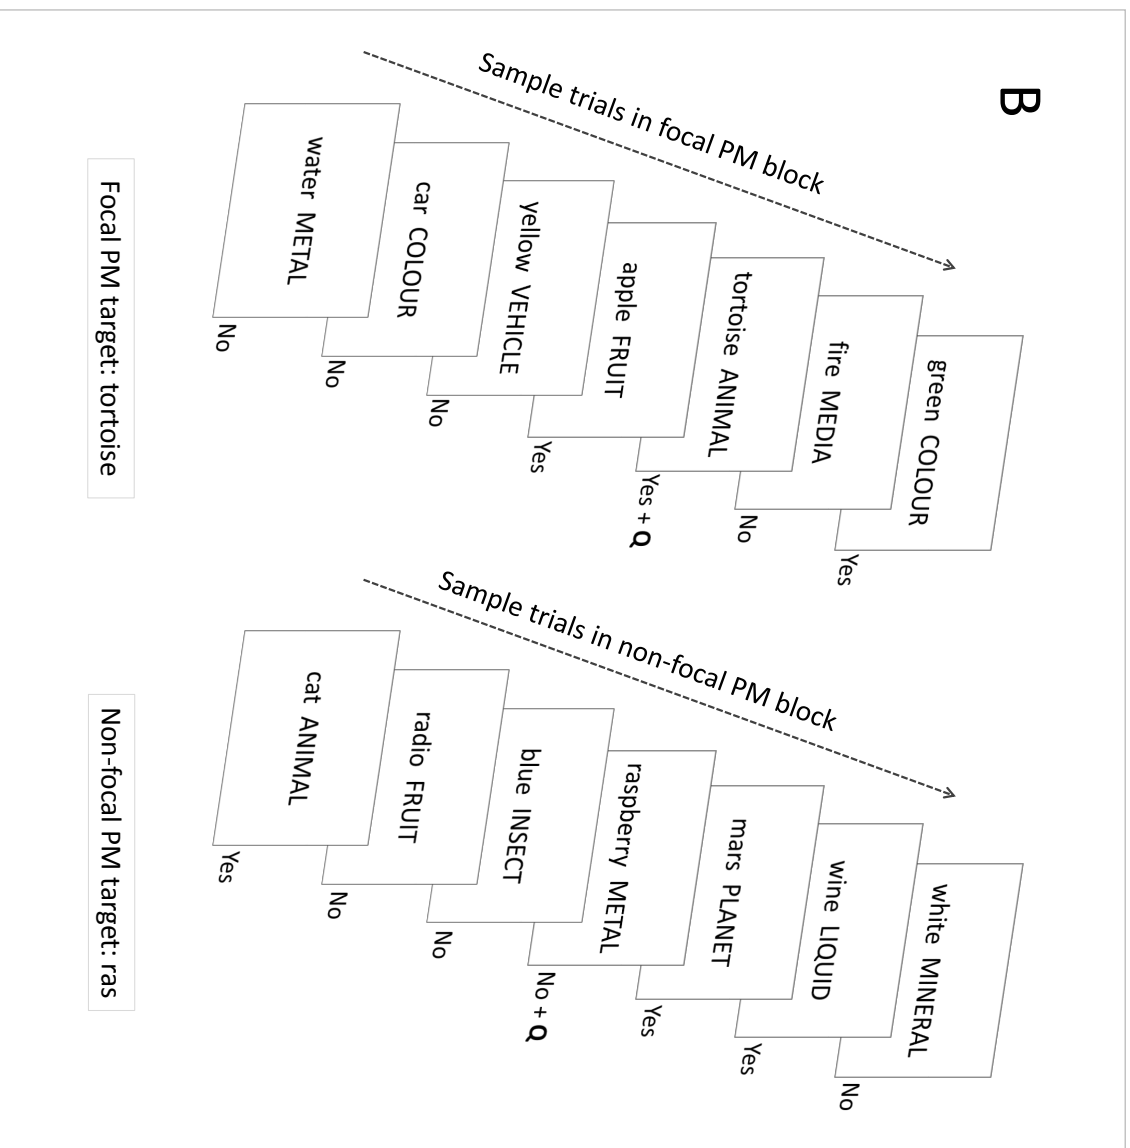 B
Sample trials in focal PM block
water METAL
No
car COLOUR
No
yellow VEHICLE
No
apple FRUIT
Yes
tortoise ANIMAL
Yes + Q
fire MEDIA
No
green COLOUR
Yes
Focal PM target: tortoise
Sample trials in non-focal PM block
cat ANIMAL
Yes
radio FRUIT
No
blue INSECT
No
raspberry METAL
No + Q
mars PLANET
Yes
wine LIQUID
Yes
white MINERAL
No
Non-focal PM target: ras